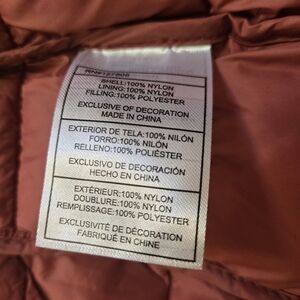 SHELL:100% NYLON
LINING:100% NYLON
FILLING:100% POLYESTER
EXCLUSIVE OF DECORATION
MADE IN CHINA
EXTERIOR DE TELA:100% NILÓN
FORRO:100% NILÓN
RELLENO:100% POLIÉSTER
EXCLUSIVO DE DECORACIÓN
HECHO EN CHINA
EXTÉRIEUR:100% NYLON
DOUBLURE:100% NYLON
REMPLISSAGE:100% POLYESTER
EXCLUSIVITÉ DE DÉCORATION
FABRIQUÉ EN CHINE